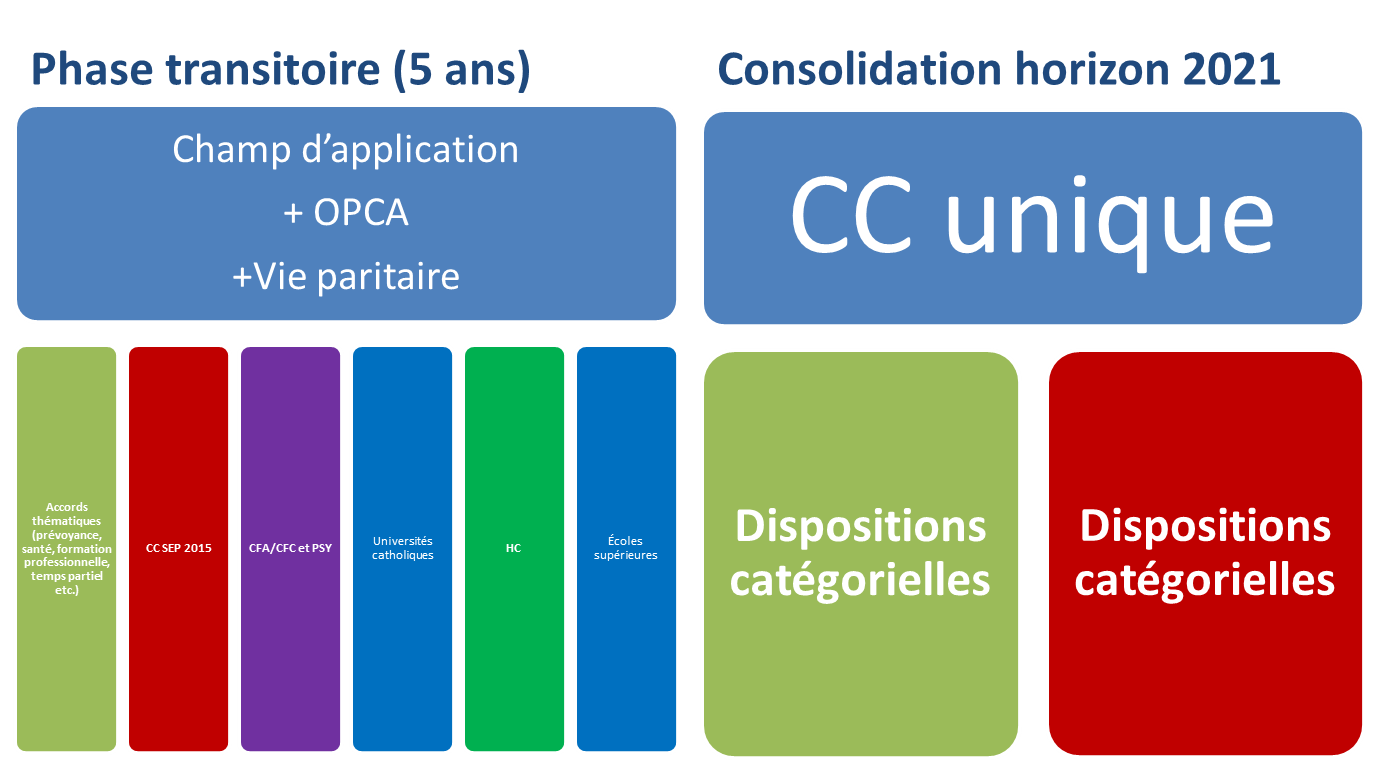 Phase transitoire (5 ans)
Champ d’application
+ OPCA
+Vie paritaire
Accords
thématiques
(prévoyance,
santé, formation
professionnelle,
temps partiel
etc.)
CC SEP 2015
CFA/CFC et PSY
Universités
catholiques
HC
Écoles
supérieures
Consolidation horizon 2021
CC unique
Dispositions
catégorielles
Dispositions
catégorielles